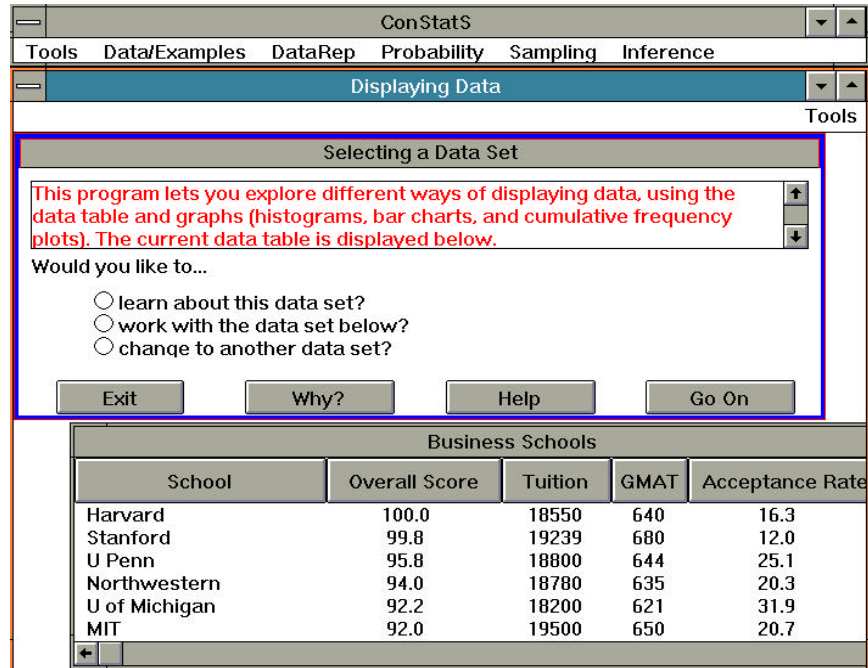 ConStatS
Tools Data/Examples DataRep Probability Sampling Inference
Displaying Data
Tools
Selecting a Data Set
This program lets you explore different ways of displaying data, using the
data table and graphs (histograms, bar charts, and cumulative frequency
plots). The current data table is displayed below.
Would you like to...
learn about this data set?
work with the data set below?
change to another data set?
Exit Why? Help Go On
Business Schools
School Overall Score Tuition GMAT Acceptance Rate
Harvard 100.0 18550 640 16.3
Stanford 99.8 19239 680 12.0
U Penn 95.8 18800 644 25.1
Northwestern 94.0 18780 635 20.3
U of Michigan 92.2 18200 621 31.9
MIT 92.0 19500 650 20.7